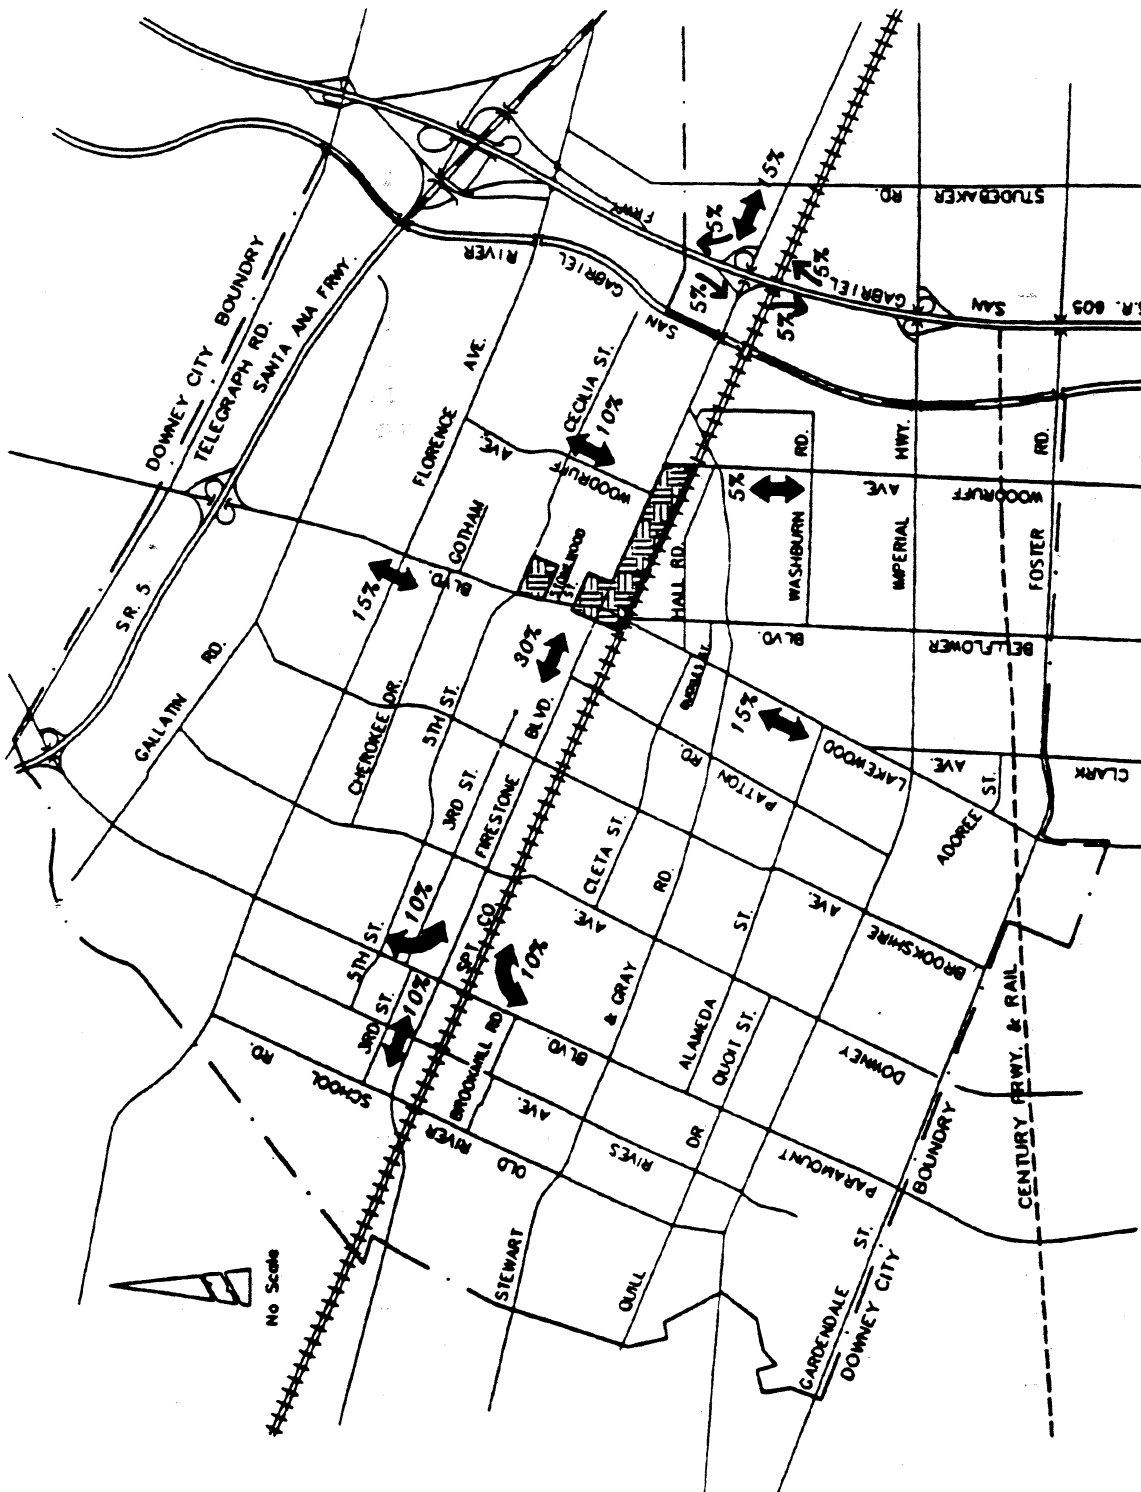 DOWNEY CITY BOUNDRY
TELEGRAPH RD.
SANTA ANA FRWY.
S.R. 5
GALLATIN
RD.
FLORENCE
AVE.
GOTHAM
BLVD.
CHEROKEE DR.
5TH ST.
3RD ST.
FIRESTONE
BLVD.
CECILIA ST.
WOODRUFF
AVE.
STONEWOOD
ST.
SAN
GABRIEL
RIVER
FRWY
SAN
GABRIEL
S.R. 605
STUDEBAKER
RD.
15%
5%
5%
5%
5%
10%
5%
15%
30%
15%
10%
10%
10%
HALL RD.
WASHBURN
RD.
IMPERIAL
HWY.
WOODRUFF
AVE.
FOSTER
RD.
BELLFLOWER
BLVD.
LAKEWOOD
CLARK
AVE.
ADOREE
ST.
PATTON
RD.
CLETA ST.
BROOKSHIRE
AVE.
DOWNEY
AVE.
& GRAY
RD.
ALAMEDA
ST.
QUOIT ST.
5TH ST.
3RD ST.
SPT. CO
BROOKMILL RD
PARAMOUNT
BLVD.
RIVES
AVE.
OLD
RIVER
SCHOOL
RD.
STEWART
QUILL
DR
GARDENDALE
ST.
DOWNEY CITY
BOUNDRY
CENTURY FRWY. & RAIL
No Scale